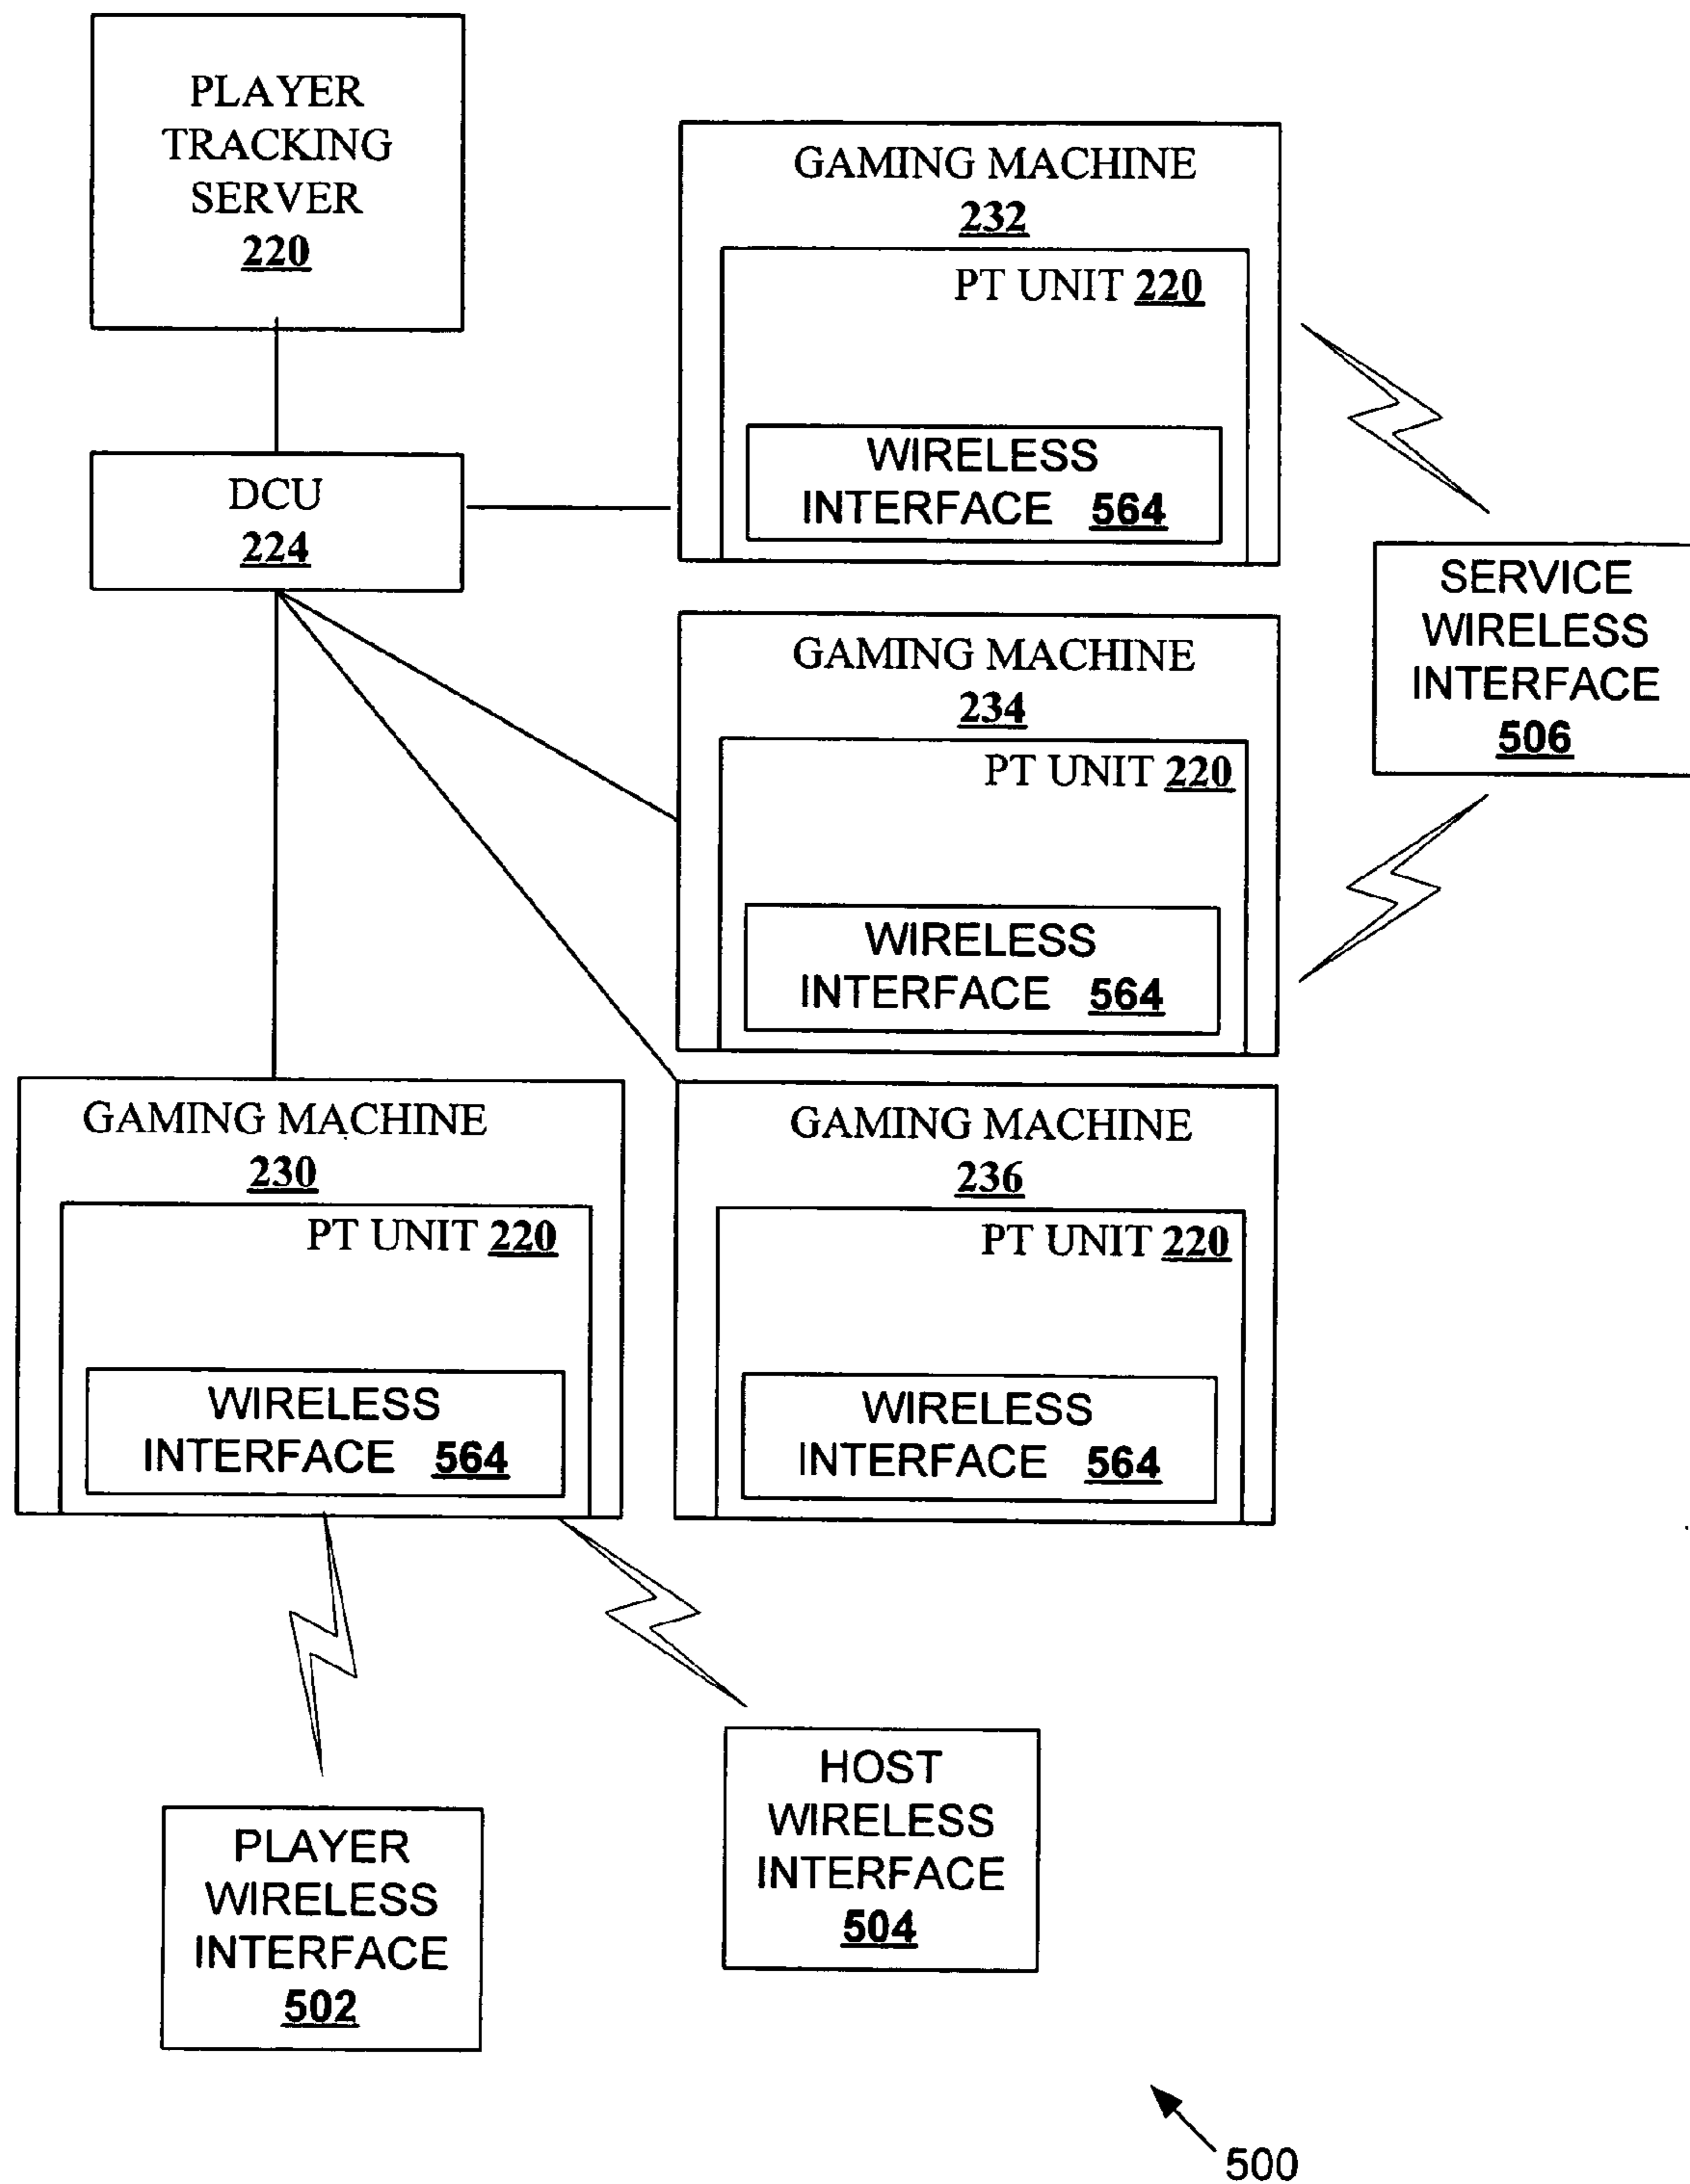 PLAYER
TRACKING
SERVER
220
DCU
224
GAMING MACHINE
232
PT UNIT 220
WIRELESS
INTERFACE 564
GAMING MACHINE
234
PT UNIT 220
WIRELESS
INTERFACE 564
SERVICE
WIRELESS
INTERFACE
506
GAMING MACHINE
230
PT UNIT 220
WIRELESS
INTERFACE 564
GAMING MACHINE
236
PT UNIT 220
WIRELESS
INTERFACE 564
PLAYER
WIRELESS
INTERFACE
502
HOST
WIRELESS
INTERFACE
504
500